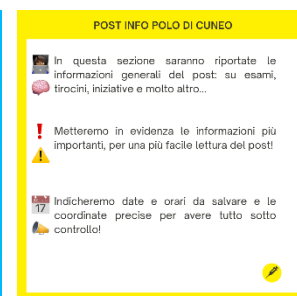 POST INFO POLO DI CUNEO
In questa sezione saranno riportate le
informazioni generali del post: su esami,
tirocini, iniziative e molto altro...
Metteremo in evidenza le informazioni più
importanti, per una più facile lettura del post!
17
Indicheremo date e orari da salvare e le
coordinate precise per avere tutto sotto
controllo!